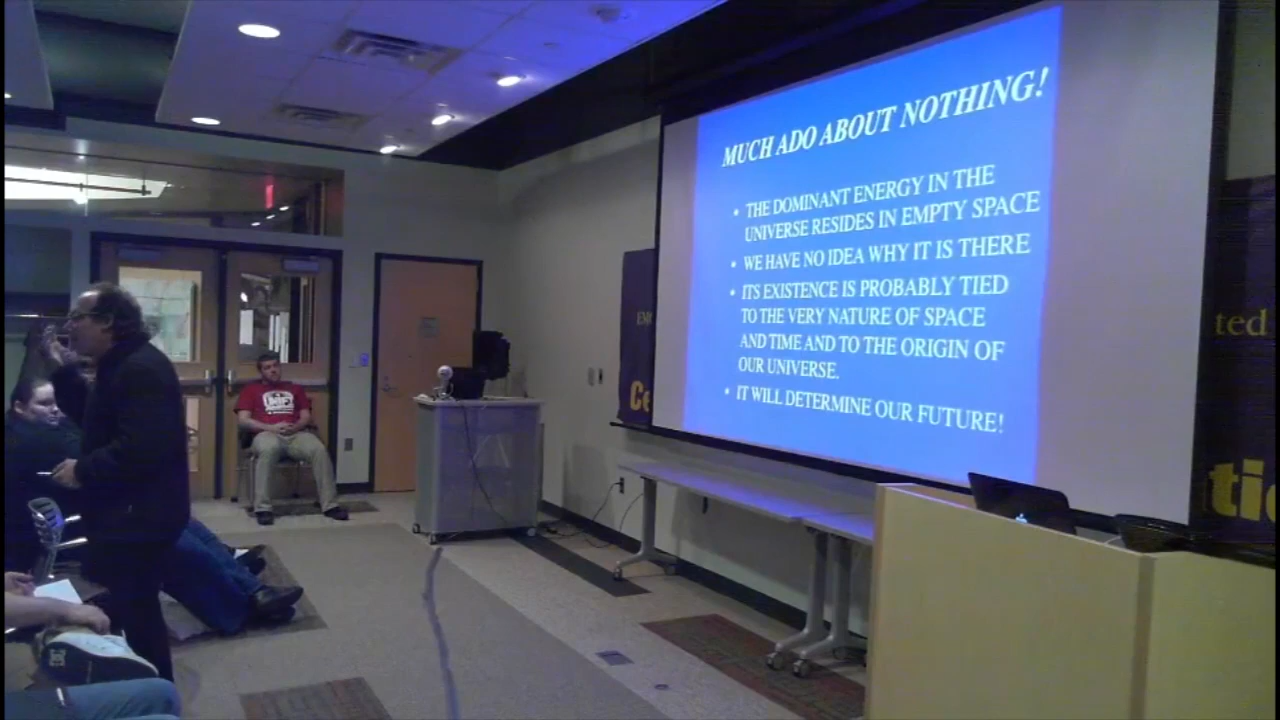 MUCH ADO ABOUT NOTHING!
• THE DOMINANT ENERGY IN THE
UNIVERSE RESIDES IN EMPTY SPACE
• WE HAVE NO IDEA WHY IT IS THERE
• ITS EXISTENCE IS PROBABLY TIED
TO THE VERY NATURE OF SPACE
AND TIME AND TO THE ORIGIN OF
OUR UNIVERSE.
• IT WILL DETERMINE OUR FUTURE!
Ce
ted
tic